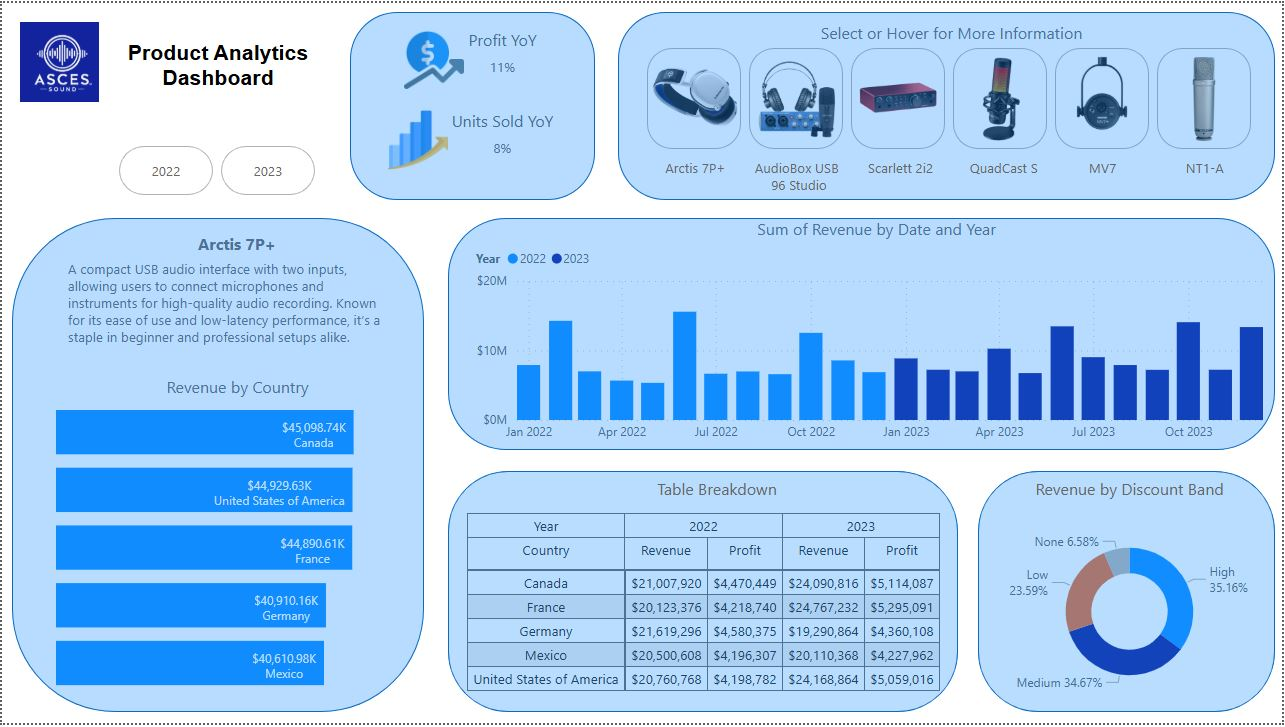 ASCES
SOUND
Product Analytics
Dashboard
2022
2023
Profit YoY
11%
Units Sold YoY
8%
Select or Hover for More Information
Arctis 7P+
AudioBox USB
96 Studio
Scarlett 2i2
QuadCast S
MV7
NT1-A
Arctis 7P+
A compact USB audio interface with two inputs,
allowing users to connect microphones and
instruments for high-quality audio recording. Known
for its ease of use and low-latency performance, it's a
staple in beginner and professional setups alike.
Revenue by Country
$45,098.74K
Canada
$44,929.63K
United States of America
$44,890.61K
France
$40,910.16K
Germany
$40,610.98K
Mexico
Sum of Revenue by Date and Year
Year 2022 2023
$20M
$10M
$0M
Jan 2022 Apr 2022 Jul 2022 Oct 2022 Jan 2023 Apr 2023 Jul 2023 Oct 2023
Table Breakdown
Year 2022 2023
Country Revenue Profit Revenue Profit
Canada $21,007,920 $4,470,449 $24,090,816 $5,114,087
France $20,123,376 $4,218,740 $24,767,232 $5,295,091
Germany $21,619,296 $4,580,375 $19,290,864 $4,360,108
Mexico $20,500,608 $4,196,307 $20,110,368 $4,227,962
United States of America $20,760,768 $4,198,782 $24,168,864 $5,059,016
Revenue by Discount Band
None 6.58%
Low
23.59%
High
35.16%
Medium 34.67%